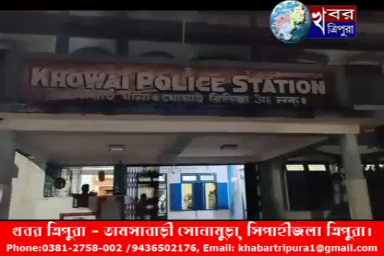 খবর
ত্রিপুরা
KHOWAI POLICE STATION
খবর ত্রিপুরা - তামসাবাড়ী সোনামুড়া, সিপাহীজলা ত্রিপুরা।
Phone:0381-2758-002 /9436502176, Email: khabartripura1@gmail.com